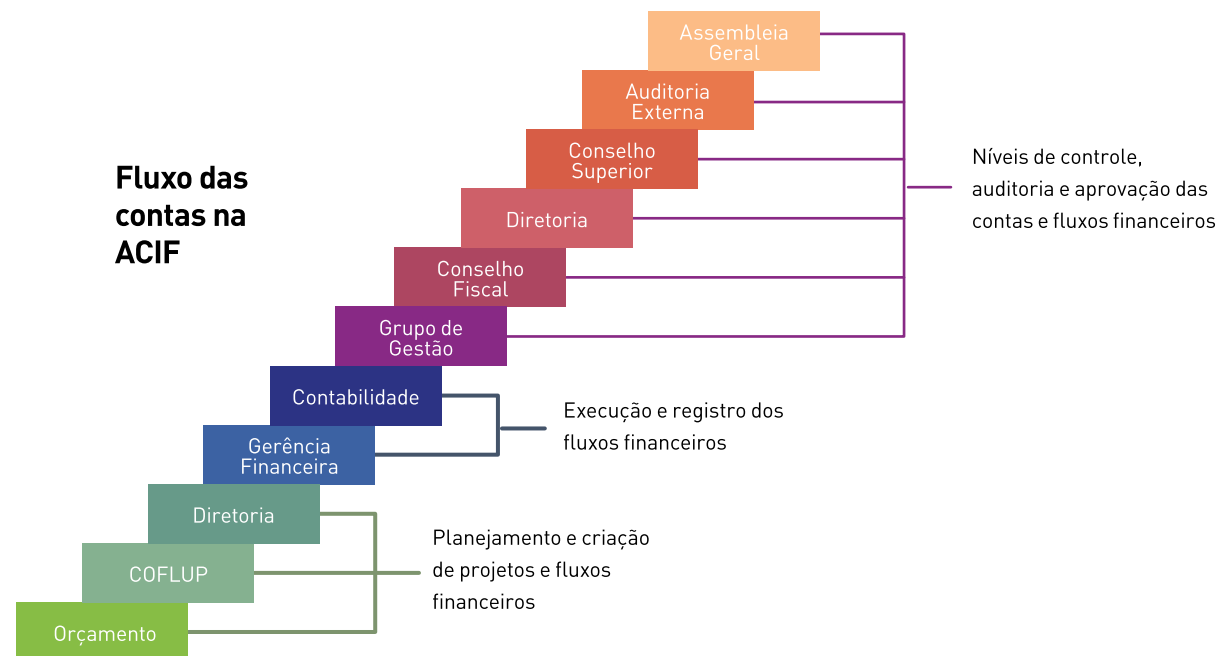 Assembleia
Geral
Auditoria
Externa
Conselho
Superior
Níveis de controle,
auditoria e aprovação das
contas e fluxos financeiros
Fluxo das
contas na
ACIF
Diretoria
Conselho
Fiscal
Grupo de
Gestão
Contabilidade
Execução e registro dos
fluxos financeiros
Gerência
Financeira
Diretoria
Planejamento e criação
de projetos e fluxos
financeiros
COFLUP
Orçamento